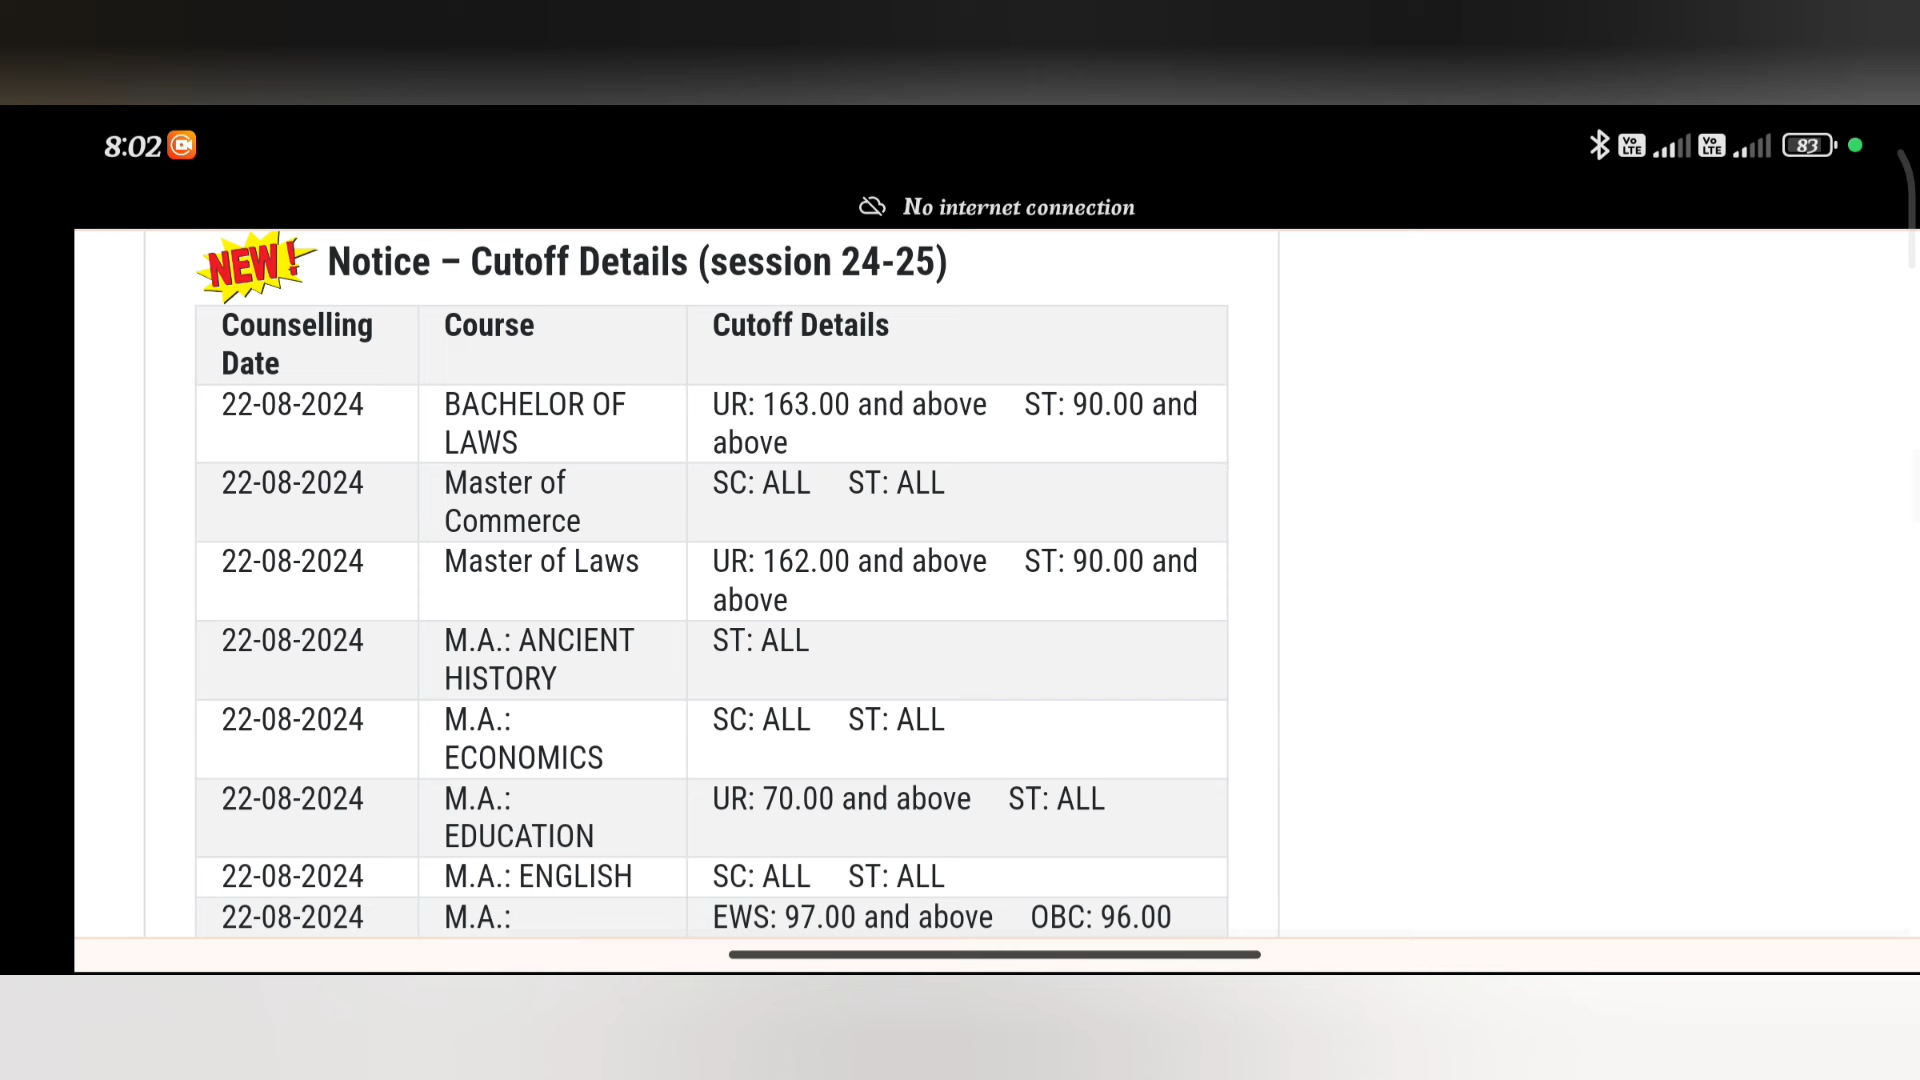 8:02
Vo LTE
Vo LTE
83
No internet connection
NEW! Notice – Cutoff Details (session 24-25)
Counselling Date
Course
Cutoff Details
22-08-2024
BACHELOR OF LAWS
UR: 163.00 and above ST: 90.00 and
above
22-08-2024
Master of
Commerce
SC: ALL ST: ALL
22-08-2024
Master of Laws
UR: 162.00 and above ST: 90.00 and
above
22-08-2024
M.A.: ANCIENT
HISTORY
ST: ALL
22-08-2024
M.A.:
ECONOMICS
SC: ALL ST: ALL
22-08-2024
M.A.:
EDUCATION
UR: 70.00 and above ST: ALL
22-08-2024
M.A.: ENGLISH
SC: ALL ST: ALL
22-08-2024
M.A.:
EWS: 97.00 and above OBC: 96.00